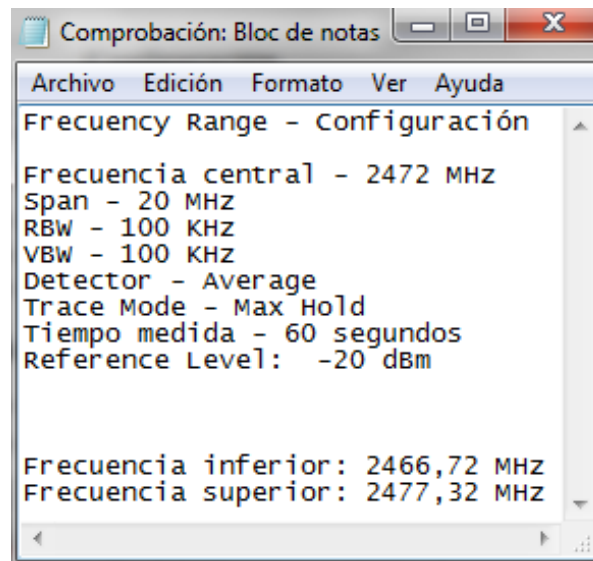 Comprobación: Bloc de notas
Archivo Edición Formato Ver Ayuda
Frecuency Range - Configuración
Frecuencia central - 2472 MHz
Span - 20 MHz
RBW - 100 KHz
VBW - 100 KHz
Detector - Average
Trace Mode - Max Hold
Tiempo medida - 60 segundos
Reference Level: -20 dBm
Frecuencia inferior: 2466,72 MHz
Frecuencia superior: 2477,32 MHz